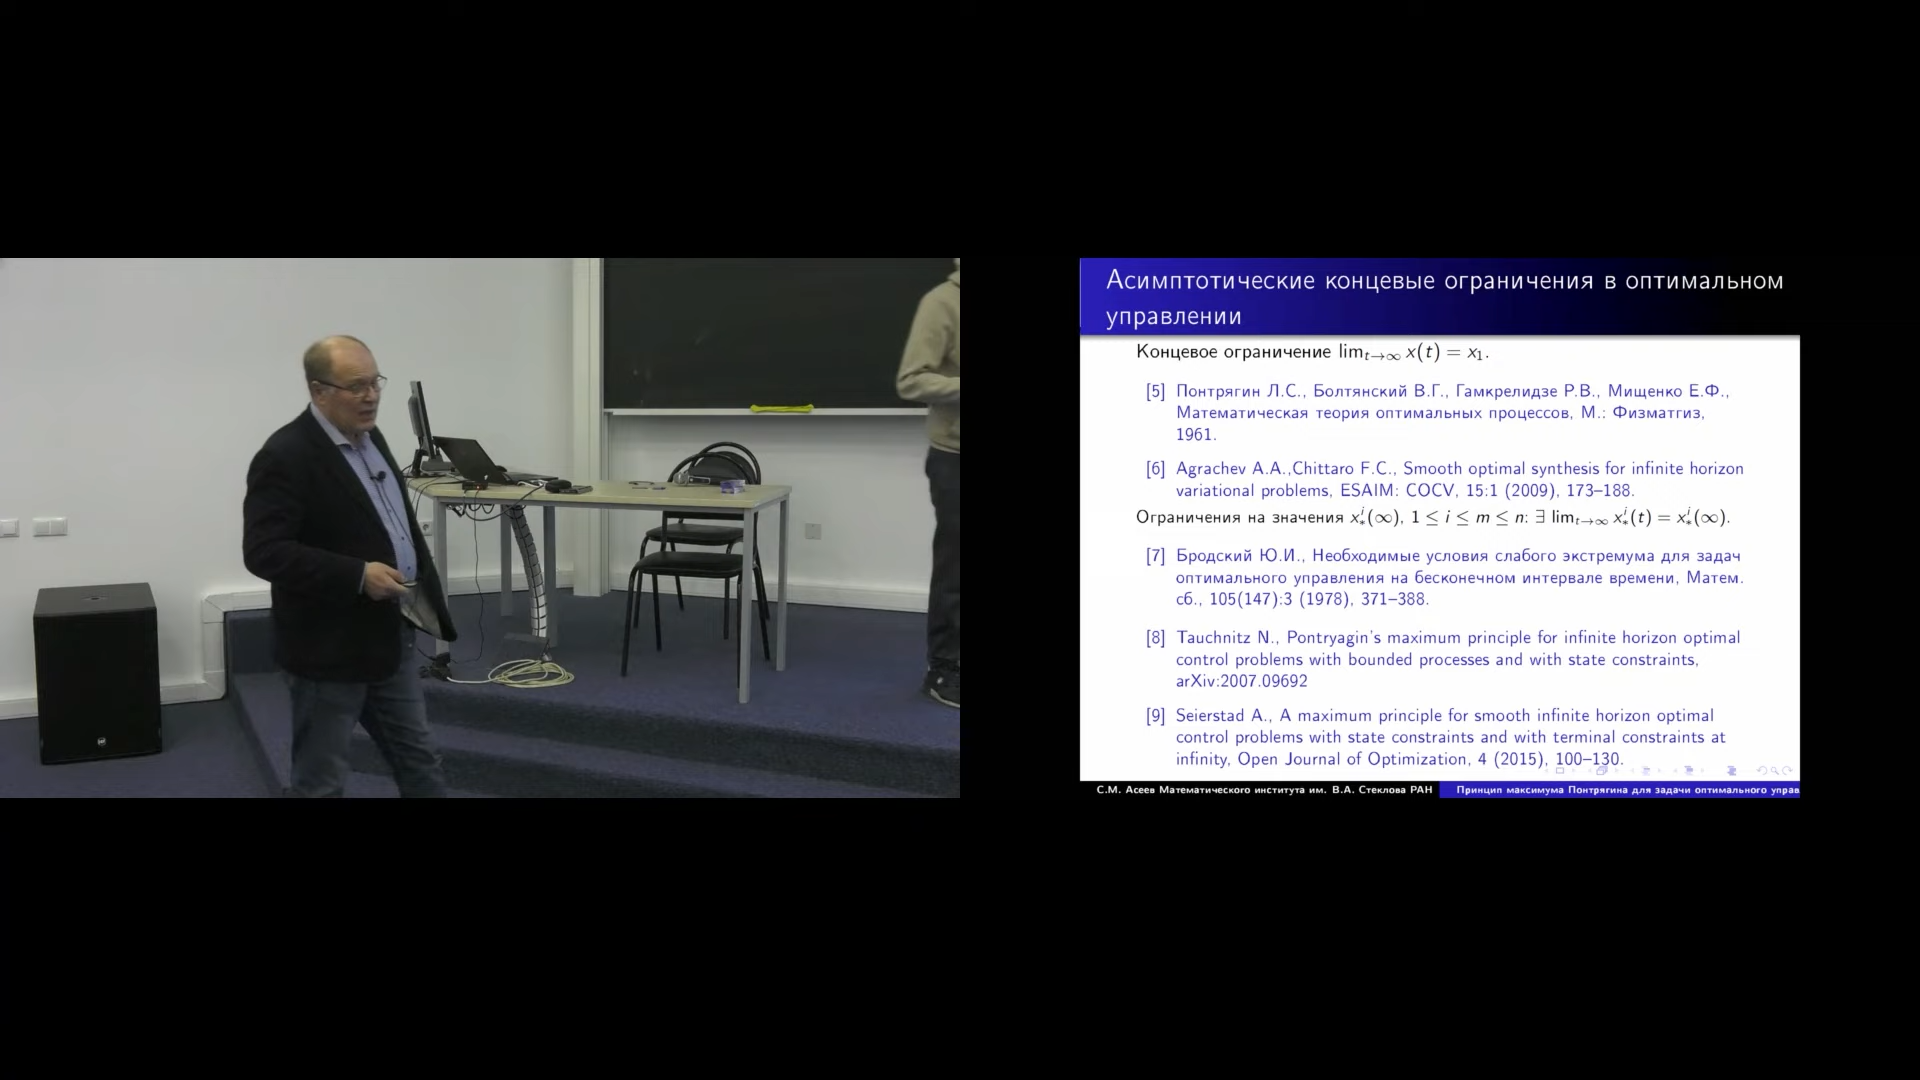 Асимптотические концевые ограничения в оптимальном
управлении
Концевое ограничение lim_{t→∞} x(t) = x₁.
[5] Понтрягин Л.С., Болтянский В.Г., Гамкрелидзе Р.В., Мищенко Е.Ф.,
Математическая теория оптимальных процессов, М.: Физматгиз,
1961.
[6] Agrachev A.A.,Chittaro F.C., Smooth optimal synthesis for infinite horizon
variational problems, ESAIM: COCV, 15:1 (2009), 173–188.
Ограничения на значения x_*^i(∞), 1 ≤ i ≤ m ≤ n: ∃ lim_{t→∞} x_*^i(t) = x_*^i(∞).
[7] Бродский Ю.И., Необходимые условия слабого экстремума для задач
оптимального управления на бесконечном интервале времени, Матем.
сб., 105(147):3 (1978), 371–388.
[8] Tauchnitz N., Pontryagin's maximum principle for infinite horizon optimal
control problems with bounded processes and with state constraints,
arXiv:2007.09692
[9] Seierstad A., A maximum principle for smooth infinite horizon optimal
control problems with state constraints and with terminal constraints at
infinity, Open Journal of Optimization, 4 (2015), 100–130.
С.М. Асеев Математического института им. В.А. Стеклова РАН
Принцип максимума Понтрягина для задачи оптимального управ